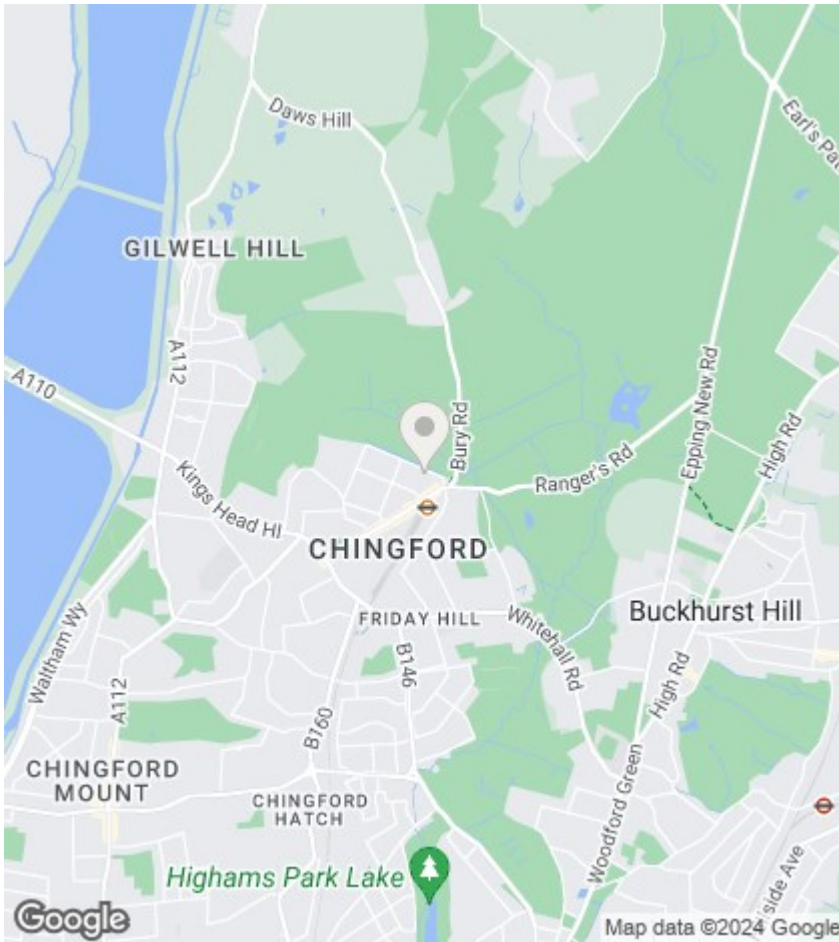 Daws Hill
Earl's Pat
GILWELL HILL
A112
A110
Epping New Rd
High Rd
Bury Rd
Ranger's Rd
Kings Head Hl
CHINGFORD
FRIDAY HILL
Whitehall Rd
Buckhurst Hill
Waltham Wy
B146
A112
High Rd
B160
CHINGFORD
MOUNT
CHINGFORD
HATCH
Woodford Green
Highams Park Lake
side Ave
Google
Map data ©2024 Google